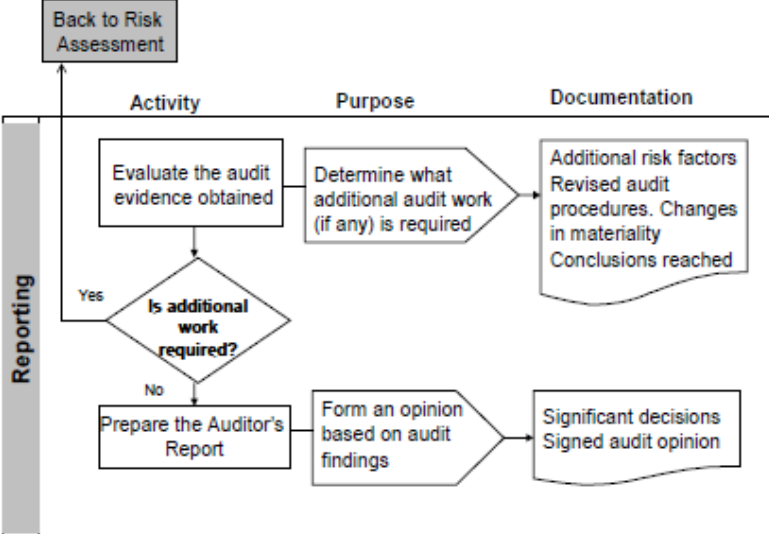 Back to Risk
Assessment
Activity
Purpose
Documentation
Evaluate the audit
evidence obtained
Determine what
additional audit work
(if any) is required
Additional risk factors
Revised audit
procedures. Changes
in materiality
Conclusions reached
Reporting
Yes
Is additional
work
required?
No
Prepare the Auditor's
Report
Form an opinion
based on audit
findings
Significant decisions
Signed audit opinion